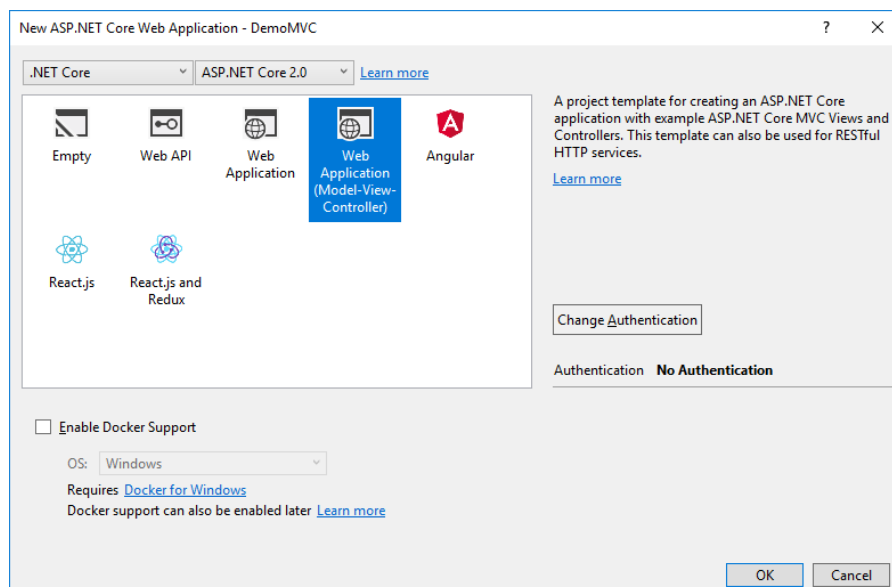 New ASP.NET Core Web Application - DemoMVC
.NET Core
ASP.NET Core 2.0
Learn more
Empty
Web API
Web
Application
Web
Application
(Model-View-
Controller)
Angular
React.js
React.js and
Redux
A project template for creating an ASP.NET Core
application with example ASP.NET Core MVC Views and
Controllers. This template can also be used for RESTful
HTTP services.
Learn more
Change Authentication
Authentication No Authentication
Enable Docker Support
OS: Windows
Requires Docker for Windows
Docker support can also be enabled later Learn more
OK
Cancel